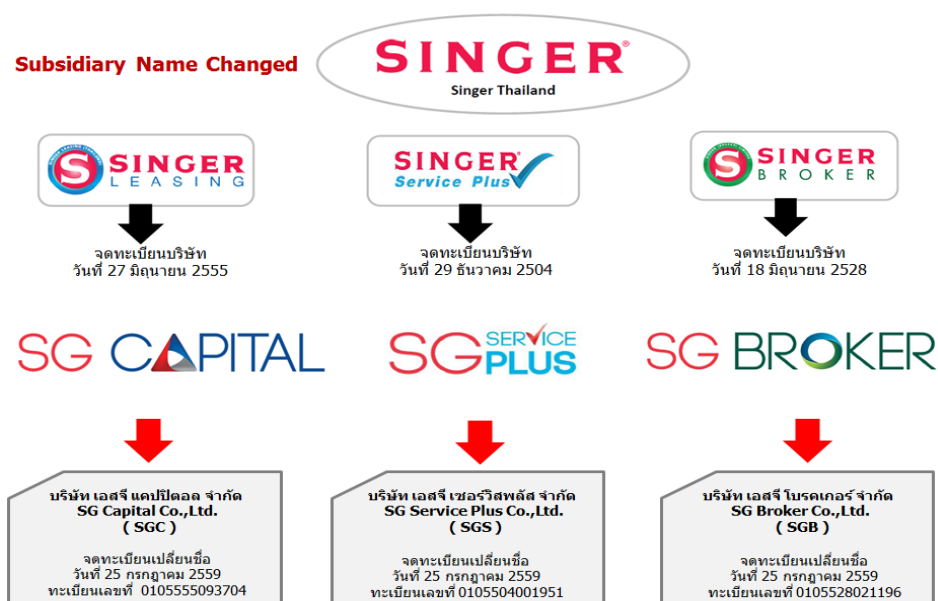 Subsidiary Name Changed
SINGER®
Singer Thailand
SINGER
LEASING
SINGER
Service Plus
SINGER
BROKER
จดทะเบียนบริษัท
วันที่ 27 มิถุนายน 2555
จดทะเบียนบริษัท
วันที่ 29 ธันวาคม 2504
จดทะเบียนบริษัท
วันที่ 18 มิถุนายน 2528
SG CAPITAL
SG SERVICE
PLUS
SG BROKER
บริษัท เอสจี แคปปิตอล จำกัด
SG Capital Co.,Ltd.
( SGC )
จดทะเบียนเปลี่ยนชื่อ
วันที่ 25 กรกฎาคม 2559
ทะเบียนเลขที่ 0105555093704
บริษัท เอสจี เซอร์วิสพลัส จำกัด
SG Service Plus Co.,Ltd.
( SGS )
จดทะเบียนเปลี่ยนชื่อ
วันที่ 25 กรกฎาคม 2559
ทะเบียนเลขที่ 0105504001951
บริษัท เอสจี โบรคเกอร์ จำกัด
SG Broker Co.,Ltd.
( SGB )
จดทะเบียนเปลี่ยนชื่อ
วันที่ 25 กรกฎาคม 2559
ทะเบียนเลขที่ 0105528021196